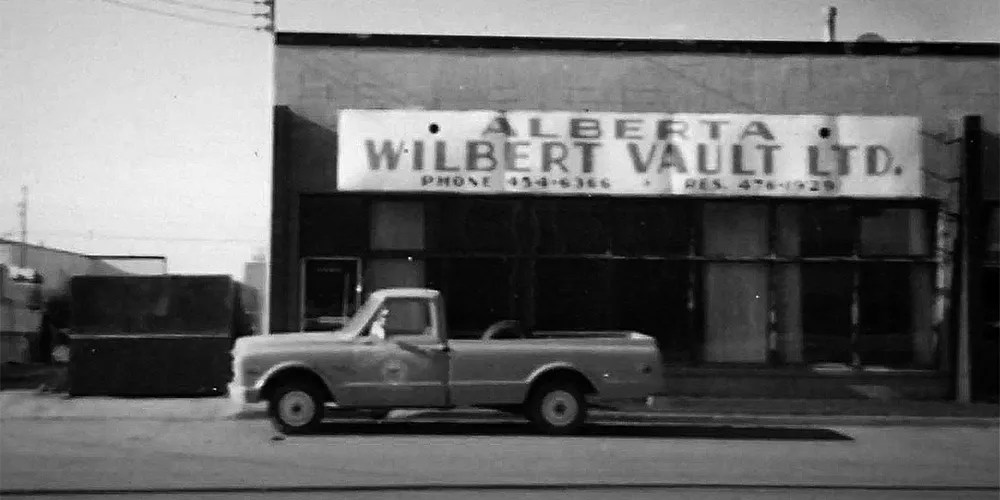 ALBERTA
WILBERT VAULT LTD.
PHONE 454-6366 • RES. 476-1929